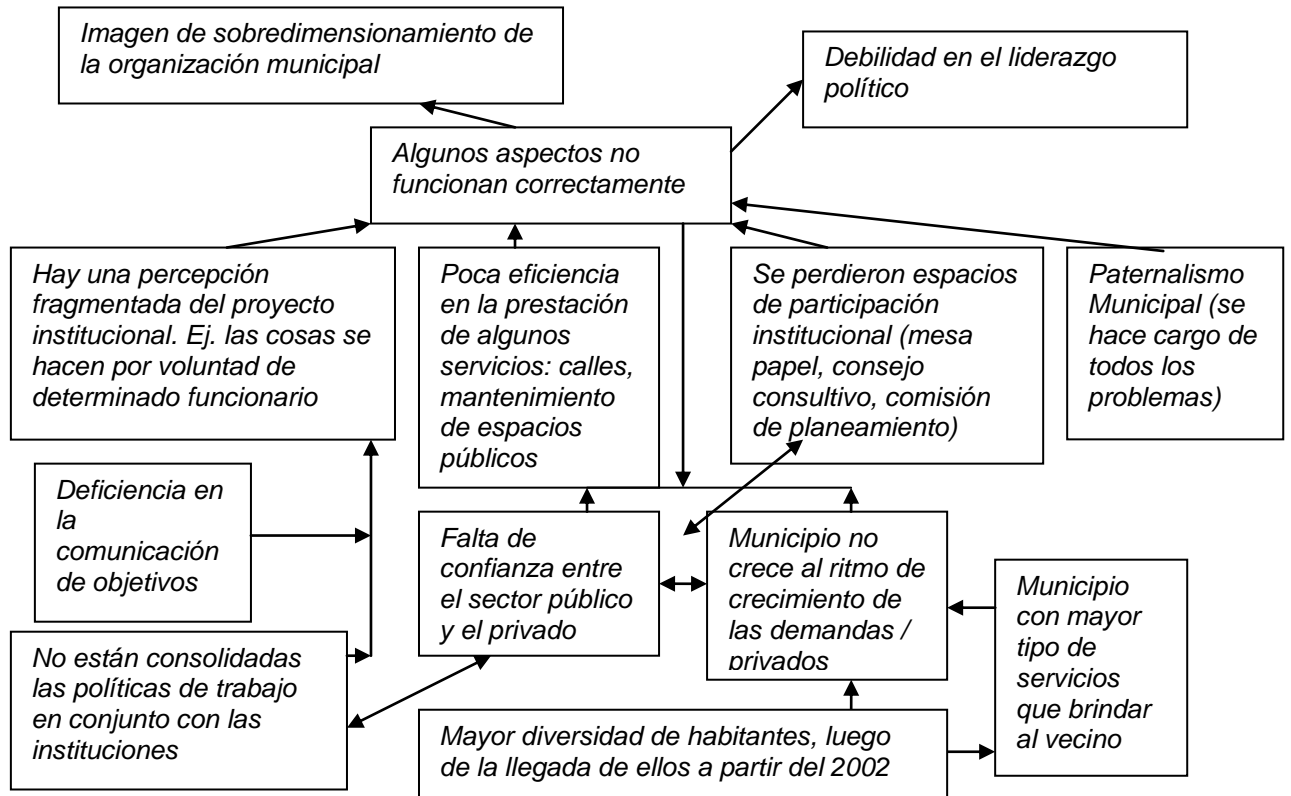 Imagen de sobredimensionamiento de
la organización municipal
Debilidad en el liderazgo
político
Algunos aspectos no
funcionan correctamente
Hay una percepción
fragmentada del proyecto
institucional. Ej. las cosas se
hacen por voluntad de
determinado funcionario
Poca eficiencia
en la prestación
de algunos
servicios: calles,
mantenimiento
de espacios
públicos
Se perdieron espacios
de participación
institucional (mesa
papel, consejo
consultivo, comisión
de planeamiento)
Paternalismo
Municipal (se
hace cargo de
todos los
problemas)
Deficiencia en
la
comunicación
de objetivos
Falta de
confianza entre
el sector público
y el privado
Municipio no
crece al ritmo de
crecimiento de
las demandas /
privados
Municipio
con mayor
tipo de
servicios
que brindar
al vecino
No están consolidadas
las políticas de trabajo
en conjunto con las
instituciones
Mayor diversidad de habitantes, luego
de la llegada de ellos a partir del 2002